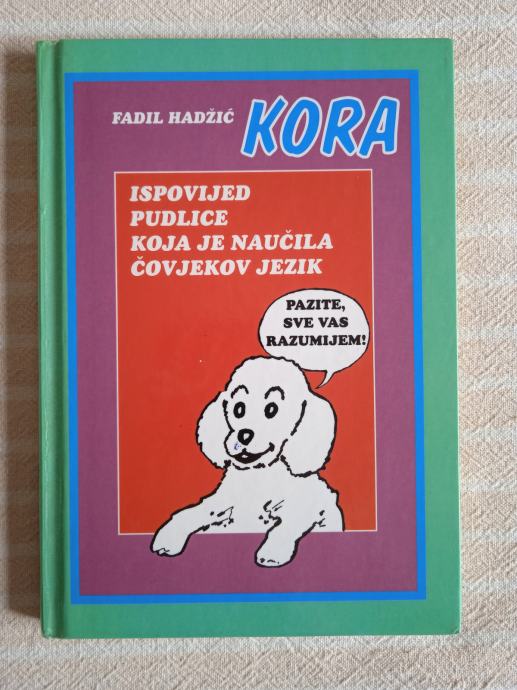 FADIL HADŽIĆ KORA
ISPOVIJED
PUDLICE
KOJA JE NAUČILA
ČOVJEKOV JEZIK
PAZITE,
SVE VAS
RAZUMIJEM!